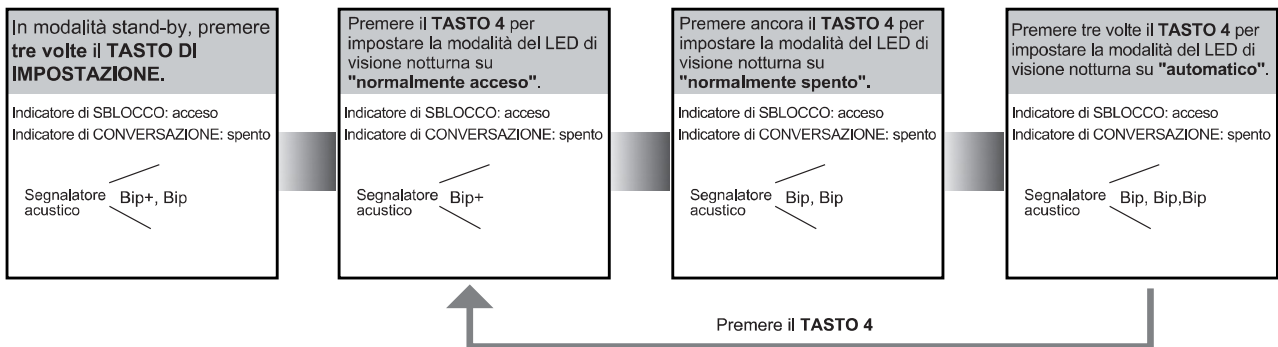 In modalità stand-by, premere
tre volte il TASTO DI
IMPOSTAZIONE.
Indicatore di SBLOCCO: acceso
Indicatore di CONVERSAZIONE: spento
Segnalatore
acustico
Bip+, Bip
Premere il TASTO 4 per
impostare la modalità del LED di
visione notturna su
"normalmente acceso".
Indicatore di SBLOCCO: acceso
Indicatore di CONVERSAZIONE: spento
Segnalatore
acustico
Bip+
Premere ancora il TASTO 4 per
impostare la modalità del LED di
visione notturna su
"normalmente spento".
Indicatore di SBLOCCO: acceso
Indicatore di CONVERSAZIONE: spento
Segnalatore
acustico
Bip, Bip
Premere tre volte il TASTO 4 per
impostare la modalità del LED di
visione notturna su "automatico".
Indicatore di SBLOCCO: acceso
Indicatore di CONVERSAZIONE: spento
Segnalatore
acustico
Bip, Bip,Bip
Premere il TASTO 4